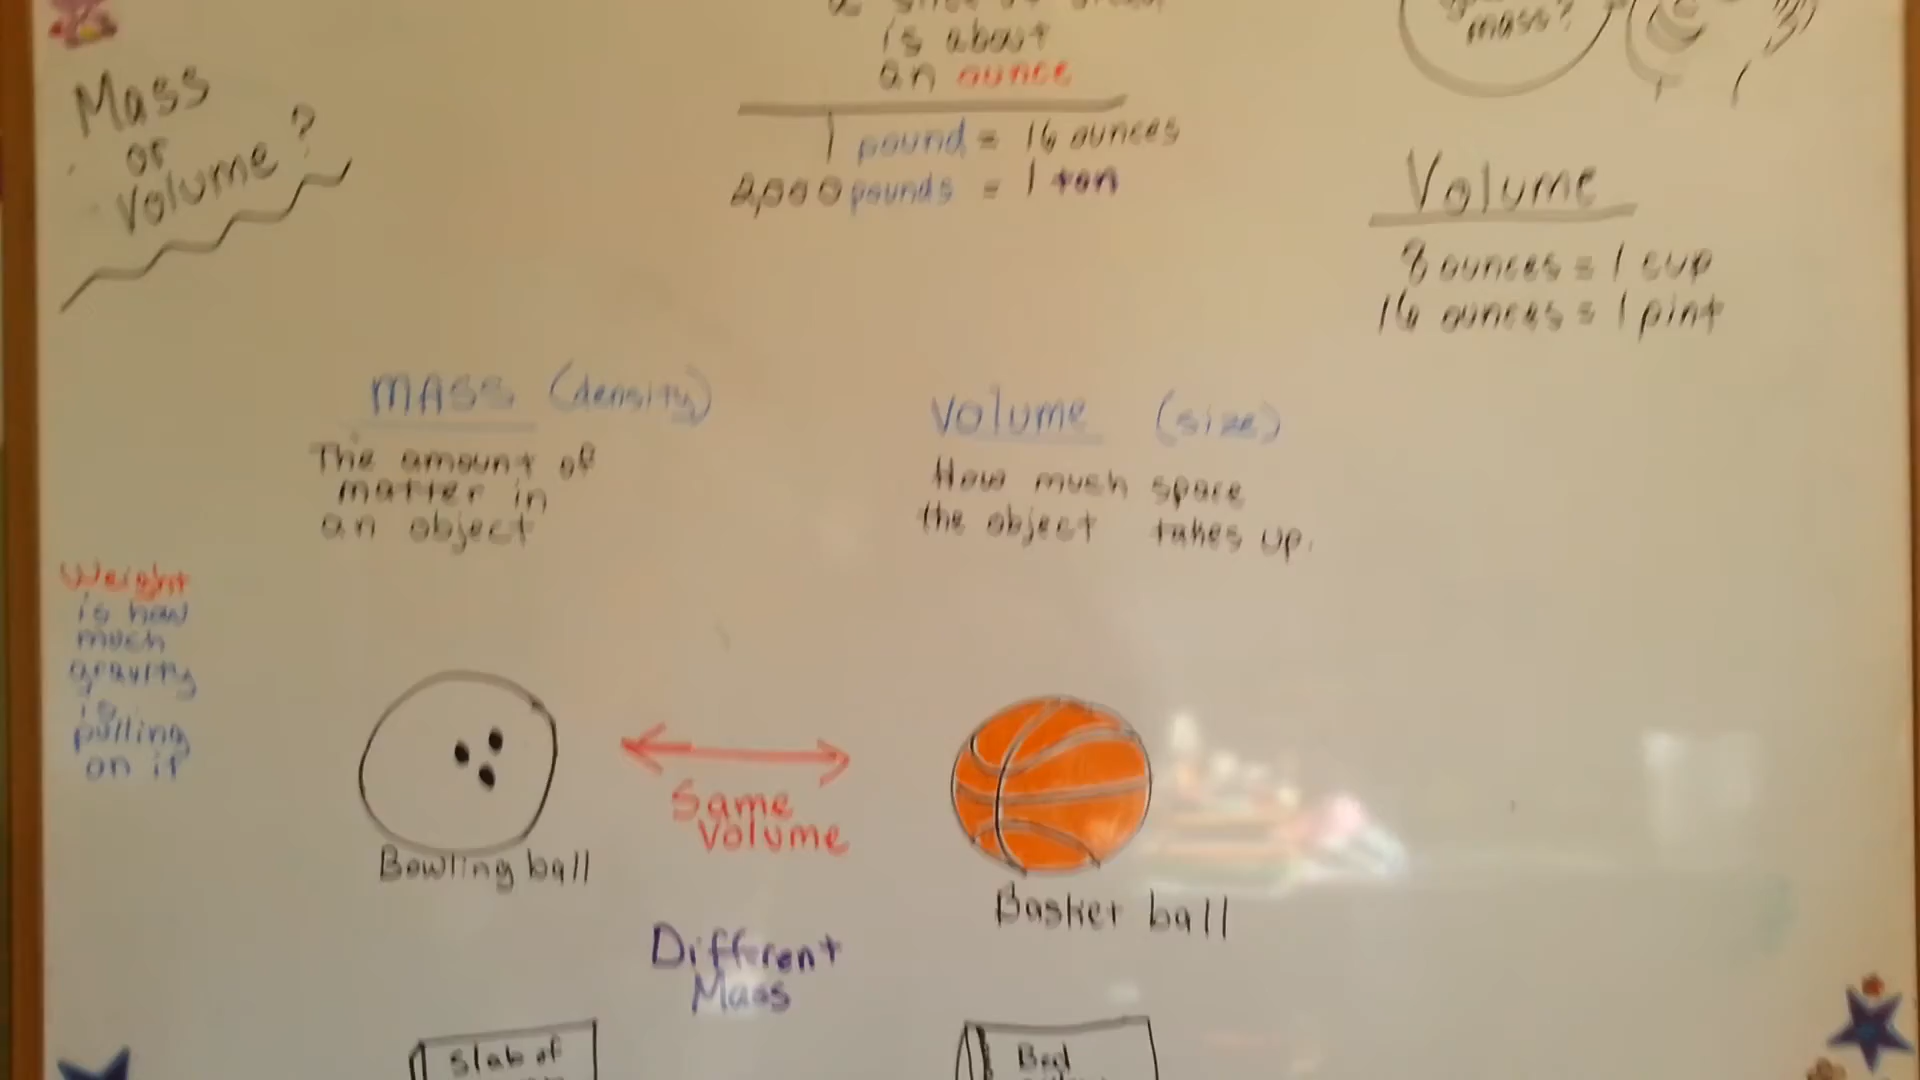 Mass
or
Volume?
is about
an ounce
1 pound = 16 ounces
2,000 pounds = 1 ton
mass?
Volume
8 ounces = 1 cup
16 ounces = 1 pint
MASS (density)
The amount of
matter in
an object
Volume (size)
How much space
the object takes up.
Weight
is how
much
gravity
is
pulling
on it
Same
Volume
Bowling ball
Basket ball
Different
Mass
Slab of
Bed